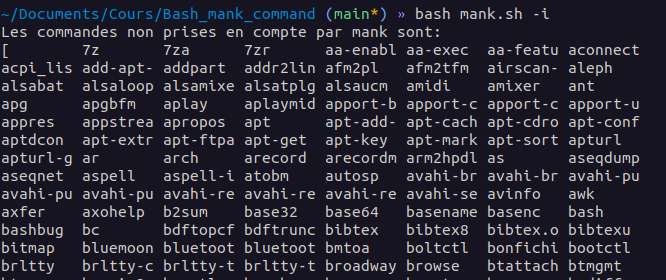 ~/Documents/Cours/Bash_mank_command (main*) » bash mank.sh -i
Les commandes non prises en compte par mank sont:
[ 7z 7za 7zr aa-enabl aa-exec aa-featu aconnect
acpi_lis add-apt- addpart addr2lin afm2pl afm2tfm airscan- aleph
alsabat alsaloop alsamixe alsatplg alsaucm amidi amixer ant
apg apgbfm aplay aplaymid apport-b apport-c apport-c apport-u
appres appstrea apropos apt apt-add- apt-cach apt-cdro apt-conf
aptdcon apt-extr apt-ftpa apt-get apt-key apt-mark apt-sort apturl
apturl-g ar arch arecord arecordm arm2hpdl as aseqdump
aseqnet aspell aspell-i atobm autosp avahi-br avahi-br avahi-pu
avahi-pu avahi-pu avahi-re avahi-re avahi-re avahi-se avinfo awk
axfer axohelp b2sum base32 base64 basename basenc bash
bashbug bc bdftopcf bdftrunc bibtex bibtex8 bibtex.o bibtexu
bitmap bluemoon bluetoot bluetoot bmtoa boltctl bonfichi bootctl
brltty brltty-c brltty-t brltty-t broadway browse btattach btmgmt